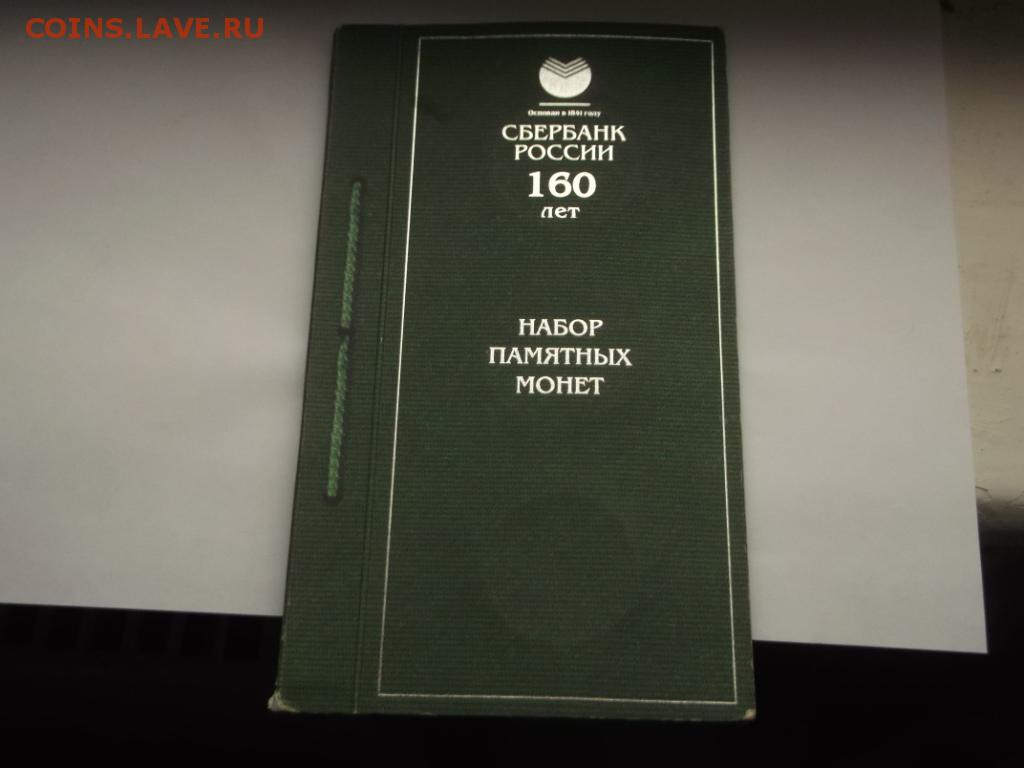 COINS.LAVE.RU
Основан в 1841 году
СБЕРБАНК
РОССИИ
160
лет
НАБОР
ПАМЯТНЫХ
МОНЕТ